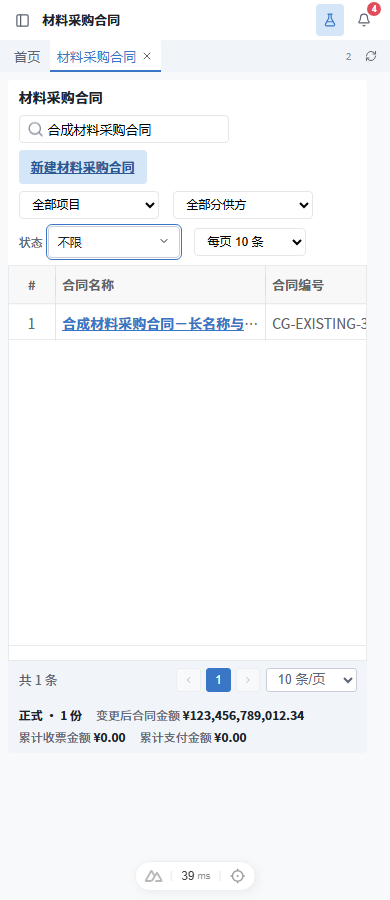 材料采购合同
4
首页 材料采购合同 2
材料采购合同
合成材料采购合同
新建材料采购合同
全部项目 全部分供方
状态 不限 每页 10 条
# 合同名称 合同编号
1 合成材料采购合同－长名称与… CG-EXISTING-
共 1 条 1 10 条/页
正式 · 1 份 变更后合同金额 ¥123,456,789,012.34
累计收票金额 ¥0.00 累计支付金额 ¥0.00
39 ms